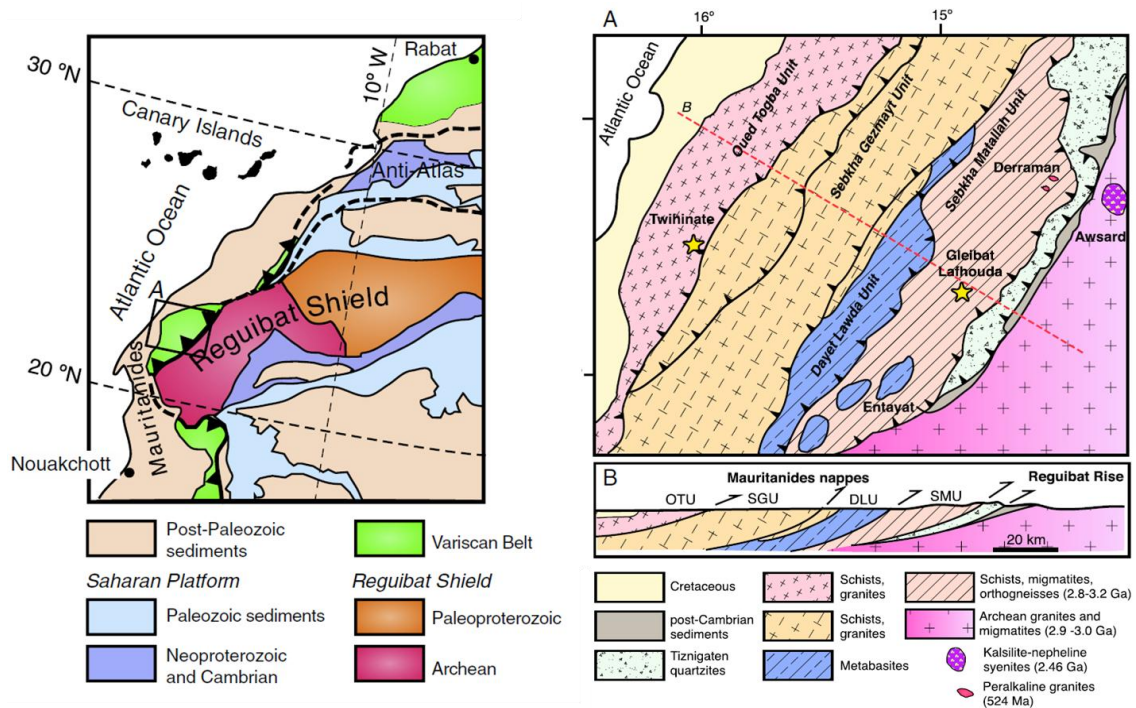 Rabat
30 °N
10° W
Canary Islands
Anti-Atlas
Atlantic Ocean
A
Reguibat Shield
20 °N
Mauritanides
Nouakchott
Post-Paleozoic
sediments
Variscan Belt
Saharan Platform
Reguibat Shield
Paleozoic sediments
Paleoproterozoic
Neoproterozoic
and Cambrian
Archean
A
16°
15°
Atlantic Ocean
B
Oued Togba Unit
Sebkha Gezmayt Unit
Sebkha Matallah Unit
Derraman
Twihinate
Awsard
Gleibat
Lafhouda
Dayet Lawda Unit
Entayat
B
Mauritanides nappes
Reguibat Rise
OTU
SGU
DLU
SMU
20 km
Cretaceous
Schists,
granites
Schists, migmatites,
orthogneisses (2.8-3.2 Ga)
post-Cambrian
sediments
Schists,
granites
Archean granites and
migmatites (2.9 -3.0 Ga)
Tiznigaten
quartzites
Metabasites
Kalsilite-nepheline
syenites (2.46 Ga)
Peralkaline granites
(524 Ma)